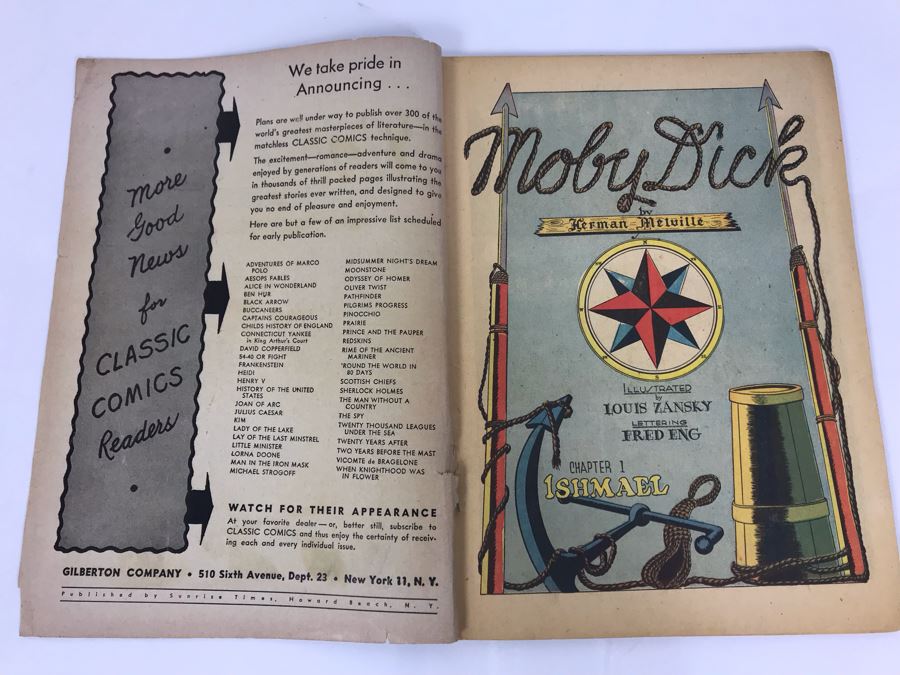 More
Good
News
for
CLASSIC
COMICS
Readers
We take pride in
Announcing . . .
Plans are well under way to publish over 300 of the
world's greatest masterpieces of literature—in the
matchless CLASSIC COMICS technique.
The excitement—romance—adventure and drama
enjoyed by generations of readers will come to you
in thousands of thrill packed pages illustrating the
greatest stories ever written, and designed to give
you no end of pleasure and enjoyment.
Here are but a few of an impressive list scheduled
for early publication.
ADVENTURES OF MARCO
POLO
AESOPS FABLES
ALICE IN WONDERLAND
BEN HUR
BLACK ARROW
BUCCANEERS
CAPTAINS COURAGEOUS
CHILDS HISTORY OF ENGLAND
CONNECTICUT YANKEE
in King Arthur's Court
DAVID COPPERFIELD
54-40 OR FIGHT
FRANKENSTEIN
HEIDI
HENRY V
HISTORY OF THE UNITED
STATES
JOAN OF ARC
JULIUS CAESAR
KIM
LADY OF THE LAKE
LAY OF THE LAST MINSTREL
LITTLE MINISTER
LORNA DOONE
MAN IN THE IRON MASK
MICHAEL STROGOFF
MIDSUMMER NIGHT'S DREAM
MOONSTONE
ODYSSEY OF HOMER
OLIVER TWIST
PATHFINDER
PILGRIMS PROGRESS
PINOCCHIO
PRAIRIE
PRINCE AND THE PAUPER
REDSKINS
RIME OF THE ANCIENT
MARINER
'ROUND THE WORLD IN
80 DAYS
SCOTTISH CHIEFS
SHERLOCK HOLMES
THE MAN WITHOUT A
COUNTRY
THE SPY
TWENTY THOUSAND LEAGUES
UNDER THE SEA
TWENTY YEARS AFTER
TWO YEARS BEFORE THE MAST
VICOMTE de BRAGELONE
WHEN KNIGHTHOOD WAS
IN FLOWER
WATCH FOR THEIR APPEARANCE
At your favorite dealer—or, better still, subscribe to
CLASSIC COMICS and thus enjoy the certainty of receiv-
ing each and every individual issue.
GILBERTON COMPANY • 510 Sixth Avenue, Dept. 23 • New York 11, N. Y.
Published by Sunrise Times, Howard Beach, N. Y.
Moby Dick
by
Herman Melville
N
ILLUSTRATED
by
LOUIS ZANSKY
LETTERING
FRED ENG
CHAPTER I
ISHMAEL